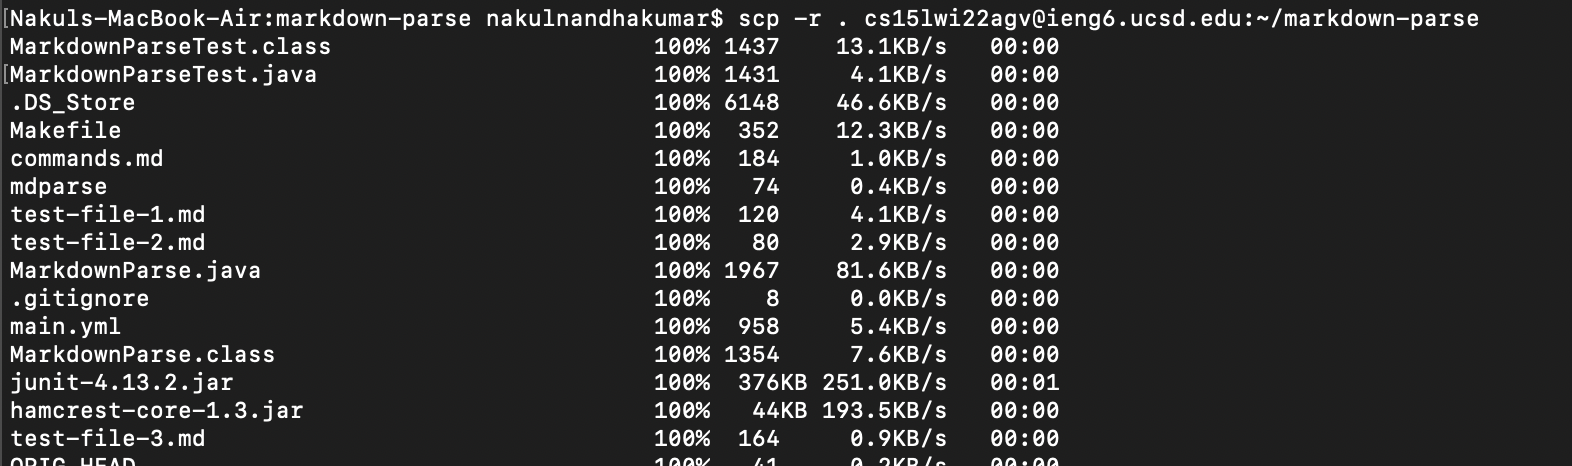 [Nakuls-MacBook-Air:markdown-parse nakulnandhakumar$ scp -r . cs15lwi22agv@ieng6.ucsd.edu:~/markdown-parse
MarkdownParseTest.class 100% 1437 13.1KB/s 00:00
[MarkdownParseTest.java 100% 1431 4.1KB/s 00:00
.DS_Store 100% 6148 46.6KB/s 00:00
Makefile 100% 352 12.3KB/s 00:00
commands.md 100% 184 1.0KB/s 00:00
mdparse 100% 74 0.4KB/s 00:00
test-file-1.md 100% 120 4.1KB/s 00:00
test-file-2.md 100% 80 2.9KB/s 00:00
MarkdownParse.java 100% 1967 81.6KB/s 00:00
.gitignore 100% 8 0.0KB/s 00:00
main.yml 100% 958 5.4KB/s 00:00
MarkdownParse.class 100% 1354 7.6KB/s 00:00
junit-4.13.2.jar 100% 376KB 251.0KB/s 00:01
hamcrest-core-1.3.jar 100% 44KB 193.5KB/s 00:00
test-file-3.md 100% 164 0.9KB/s 00:00
ORIG_HEAD 100% 41 0.2KB/s 00:00